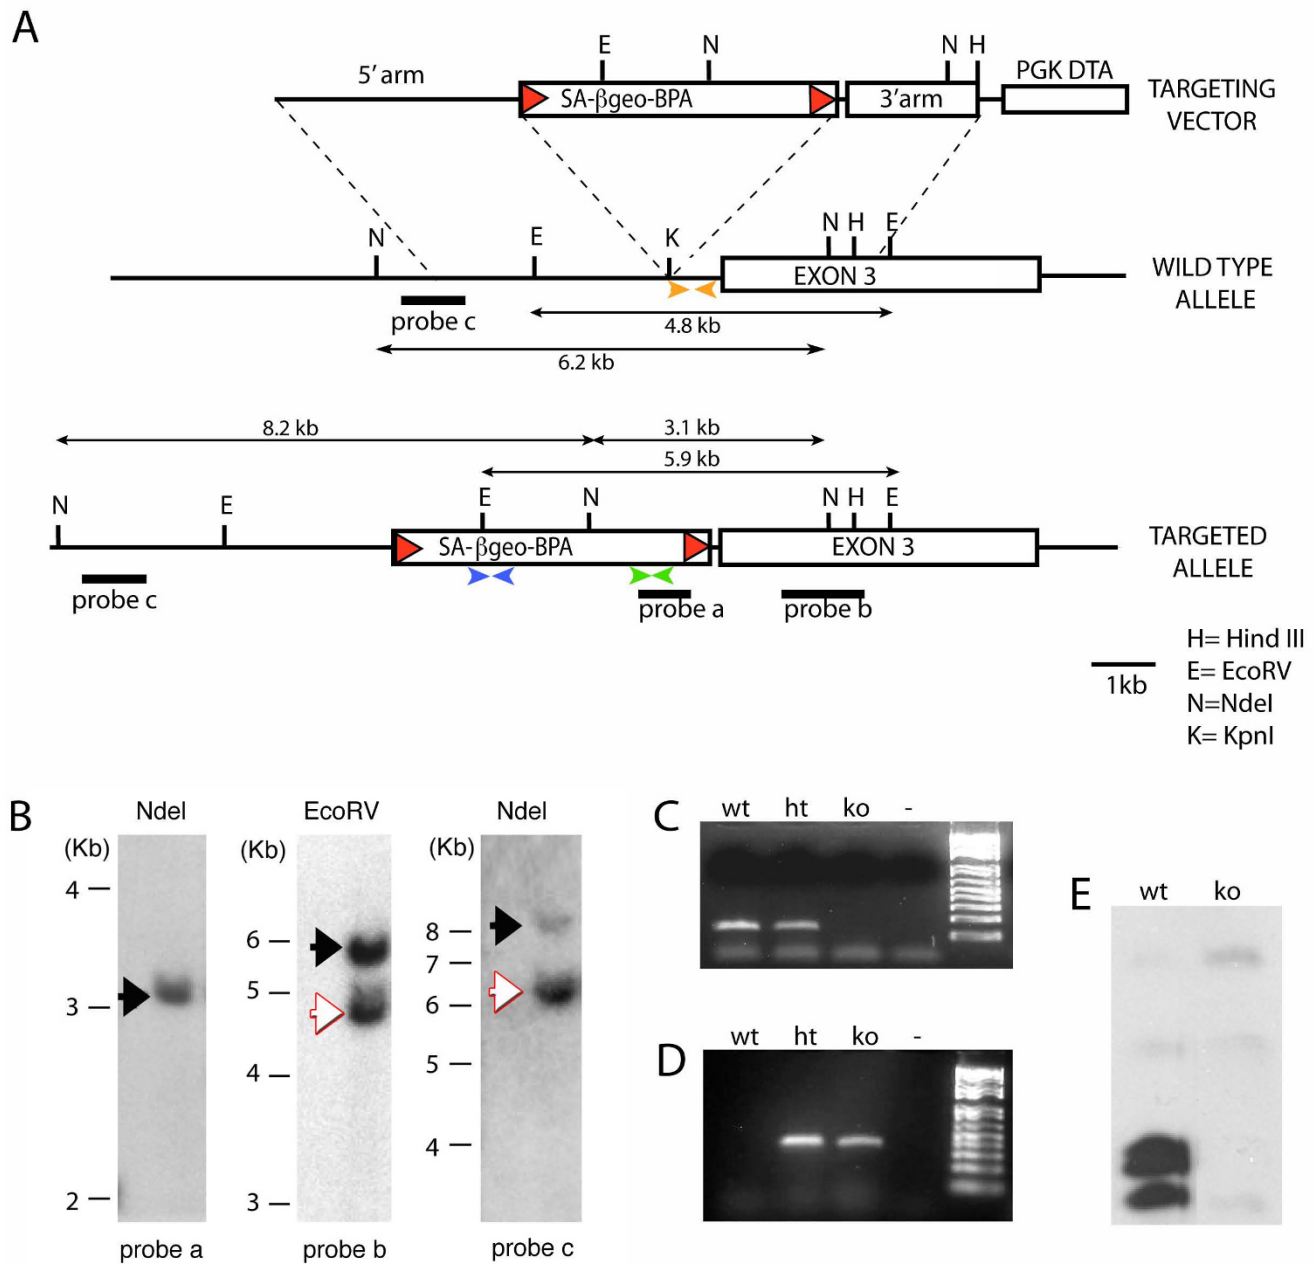 A
E N N H
5' arm
SA-βgeo-BPA
3'arm
PGK DTA
TARGETING
VECTOR
N E K N H E
EXON 3
WILD TYPE
ALLELE
probe c
4.8 kb
6.2 kb
8.2 kb 3.1 kb
5.9 kb
N E E N N H E
SA-βgeo-BPA
EXON 3
TARGETED
ALLELE
probe c
probe a
probe b
1kb
H= Hind III
E= EcoRV
N=NdeI
K= KpnI
B
NdeI
(Kb)
4
3
2
probe a
EcoRV
(Kb)
6
5
4
3
probe b
NdeI
(Kb)
8
7
6
5
4
probe c
C
wt ht ko -
D
wt ht ko -
E
wt ko